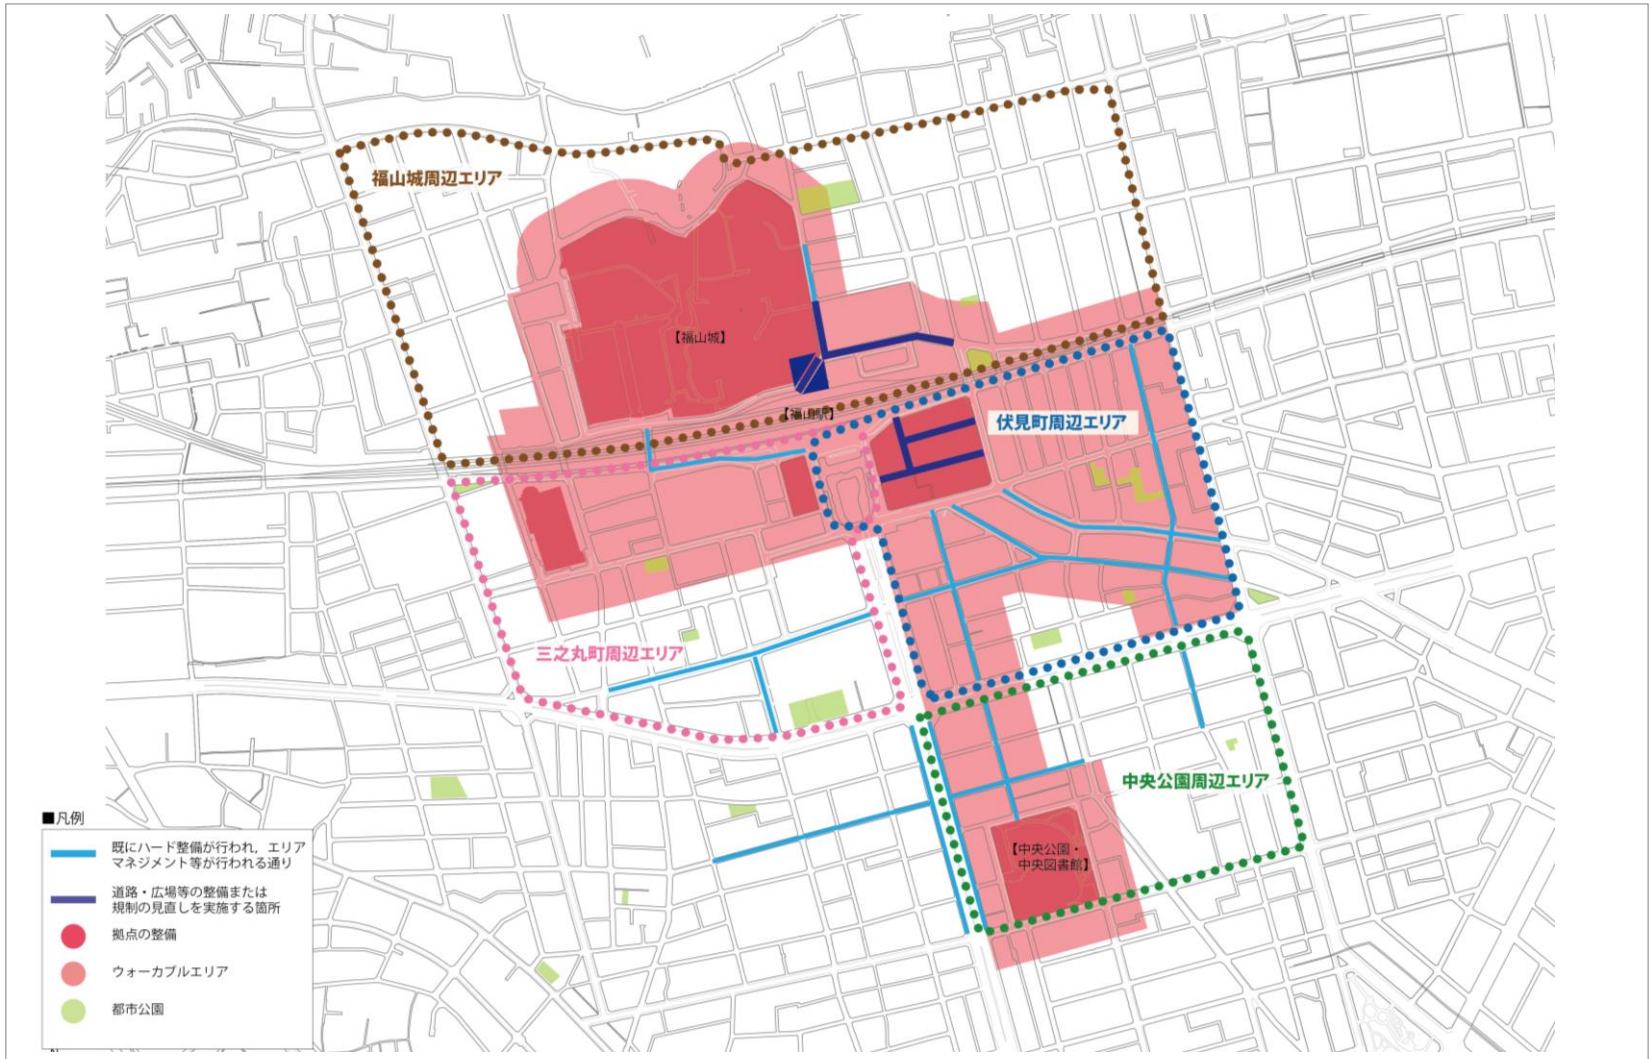 福山城周辺エリア
【福山城】
【福山駅】
伏見町周辺エリア
三之丸町周辺エリア
中央公園周辺エリア
【中央公園・
中央図書館】
■凡例
既にハード整備が行われ，エリア
マネジメント等が行われる通り
道路・広場等の整備または
規制の見直しを実施する箇所
拠点の整備
ウォーカブルエリア
都市公園